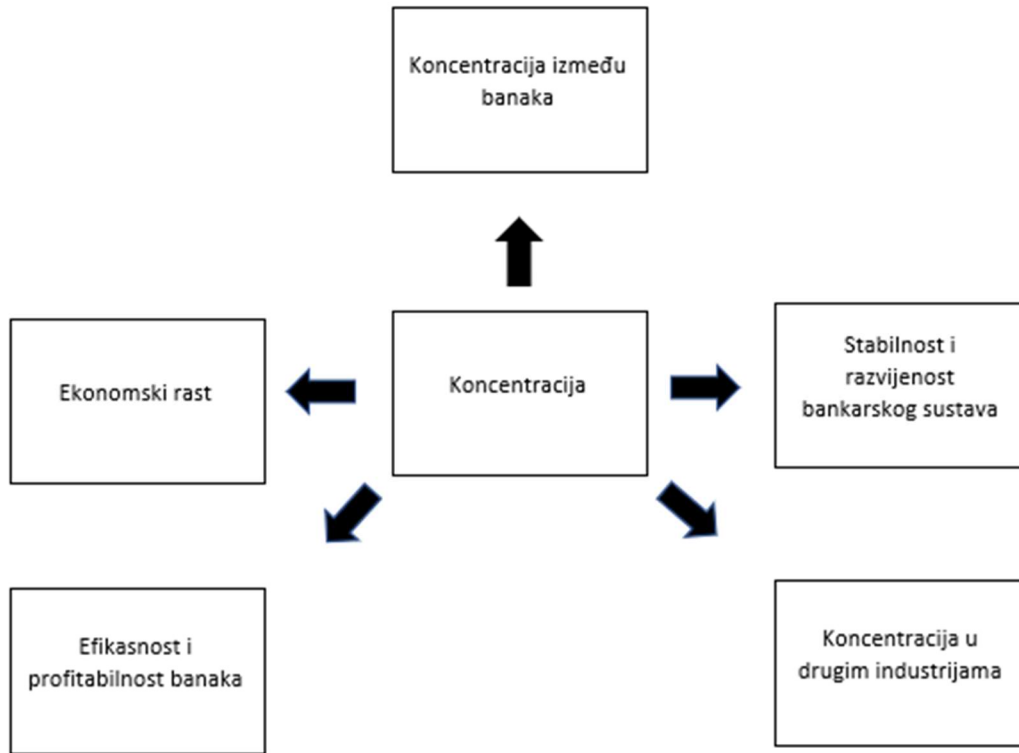 Koncentracija između
banaka
Ekonomski rast
Koncentracija
Stabilnost i
razvijenost
bankarskog sustava
Efikasnost i
profitabilnost banaka
Koncentracija u
drugim industrijama